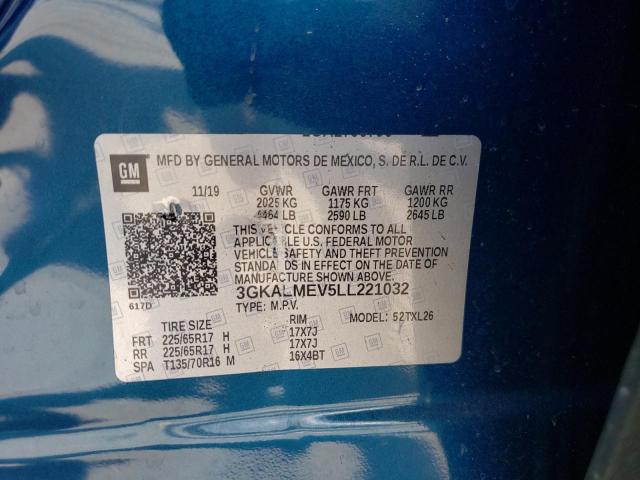 GM
MFD BY GENERAL MOTORS DE MEXICO, S. DE R.L. DE C.V.
11/19 GVWR GAWR FRT GAWR RR
2025 KG 1175 KG 1200 KG
4464 LB 2590 LB 2645 LB
THIS VEHICLE CONFORMS TO ALL
APPLICABLE U.S. FEDERAL MOTOR
VEHICLE SAFETY AND THEFT PREVENTION
STANDARDS IN EFFECT ON THE DATE OF
MANUFACTURE SHOWN ABOVE.
3GKALMEV5LL221032
617D
TYPE: M.P.V.
MODEL: 52TXL26
TIRE SIZE RIM
FRT 225/65R17 H 17X7J
RR 225/65R17 H 17X7J
SPA T135/70R16 M 16X4BT